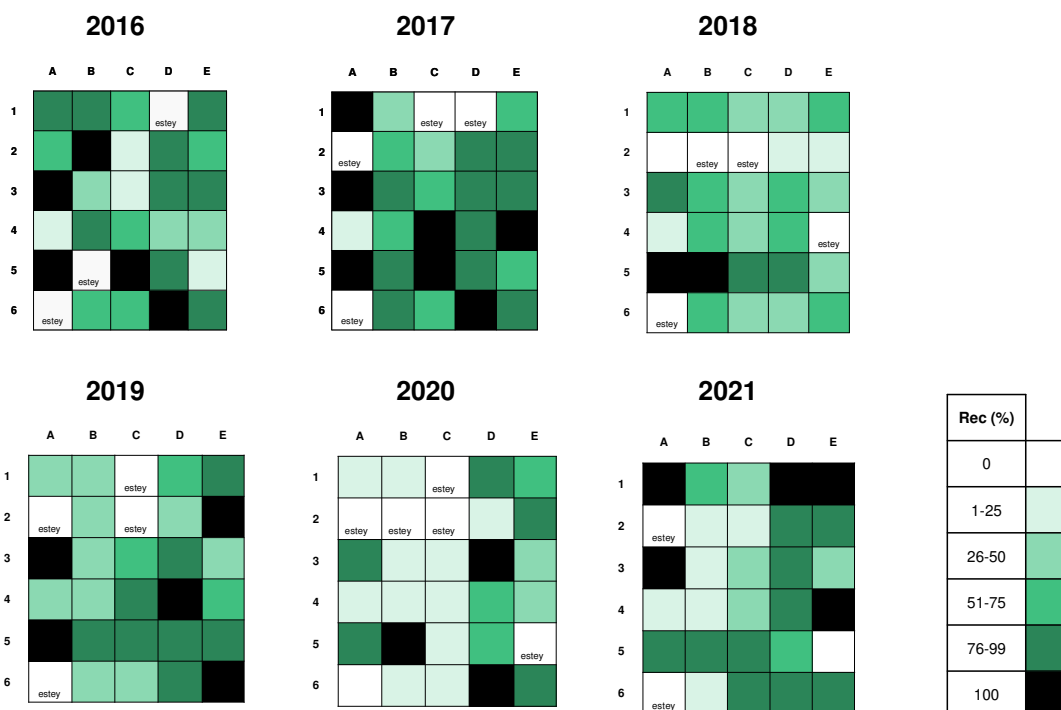 2016 2017 2018
A B C D E A B C D E A B C D E
1 estey 1 estey estey 1
2 2 estey 2 estey estey
3 3 3
4 4 4 estey
5 estey 5 5
6 estey 6 estey 6 estey
2019 2020 2021
A B C D E A B C D E A B C D E
1 estey 1 estey 1
2 estey estey 2 estey estey estey 2 estey
3 3 3
4 4 4
5 5 estey 5
6 estey 6 6 estey
Rec (%)
0
1-25
26-50
51-75
76-99
100